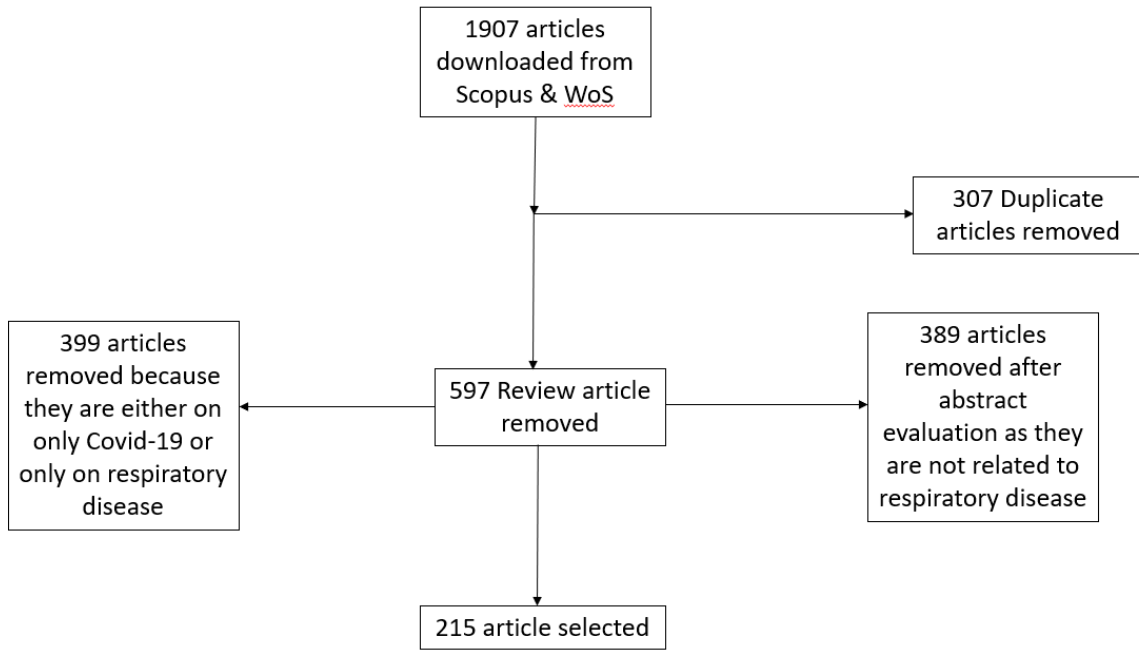 1907 articles
downloaded from
Scopus & WoS
307 Duplicate
articles removed
399 articles
removed because
they are either on
only Covid-19 or
only on respiratory
disease
597 Review article
removed
389 articles
removed after
abstract
evaluation as they
are not related to
respiratory disease
215 article selected